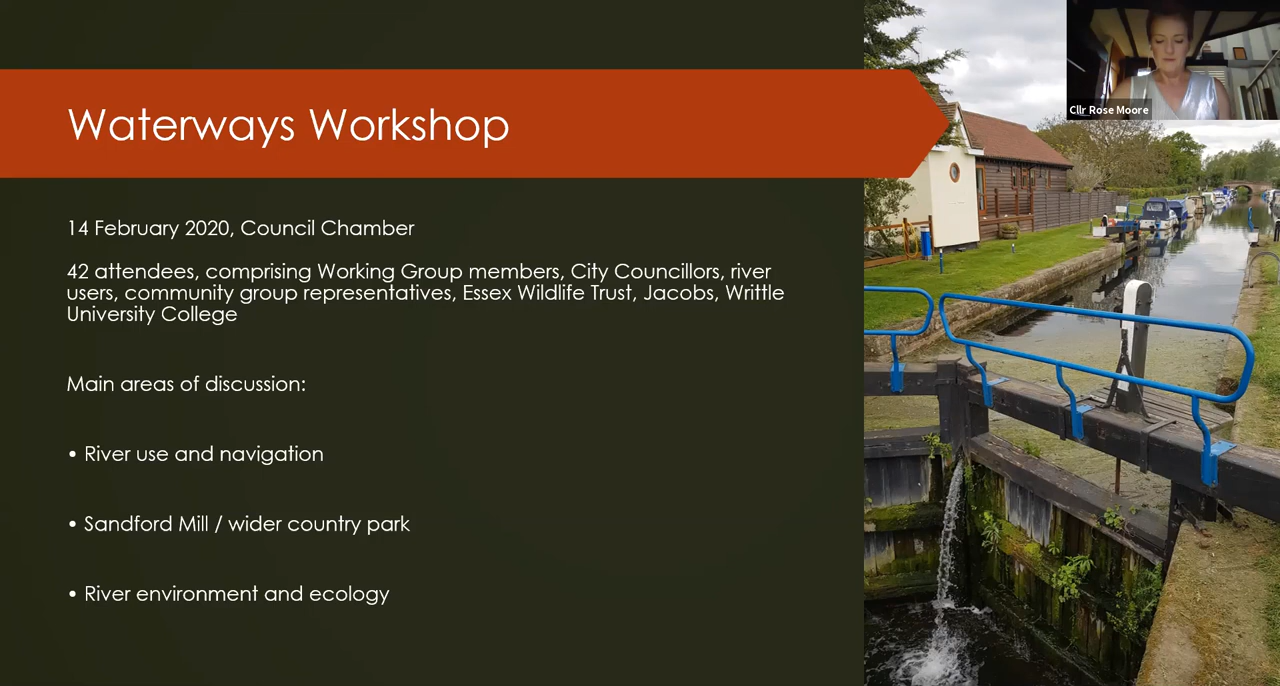 Waterways Workshop
14 February 2020, Council Chamber
42 attendees, comprising Working Group members, City Councillors, river
users, community group representatives, Essex Wildlife Trust, Jacobs, Writtle
University College
Main areas of discussion:
• River use and navigation
• Sandford Mill / wider country park
• River environment and ecology
Cllr Rose Moore